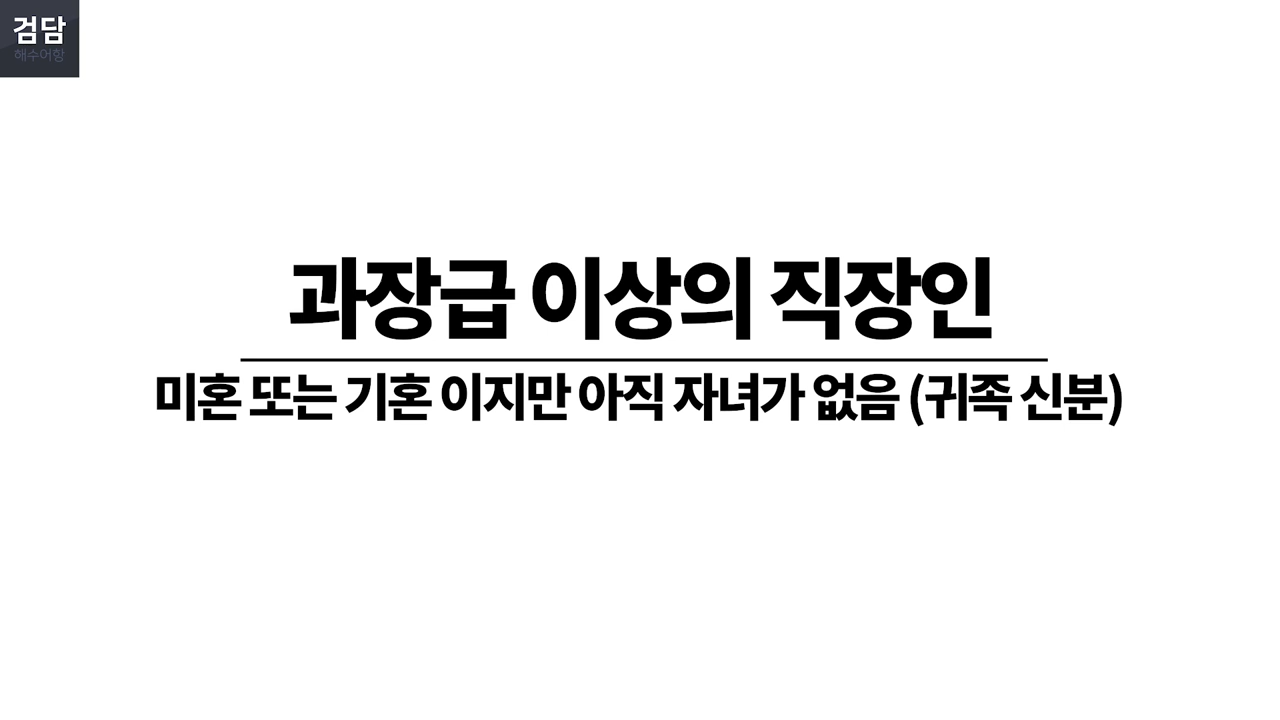 검담
해수어항
과장급 이상의 직장인
미혼 또는 기혼 이지만 아직 자녀가 없음 (귀족 신분)